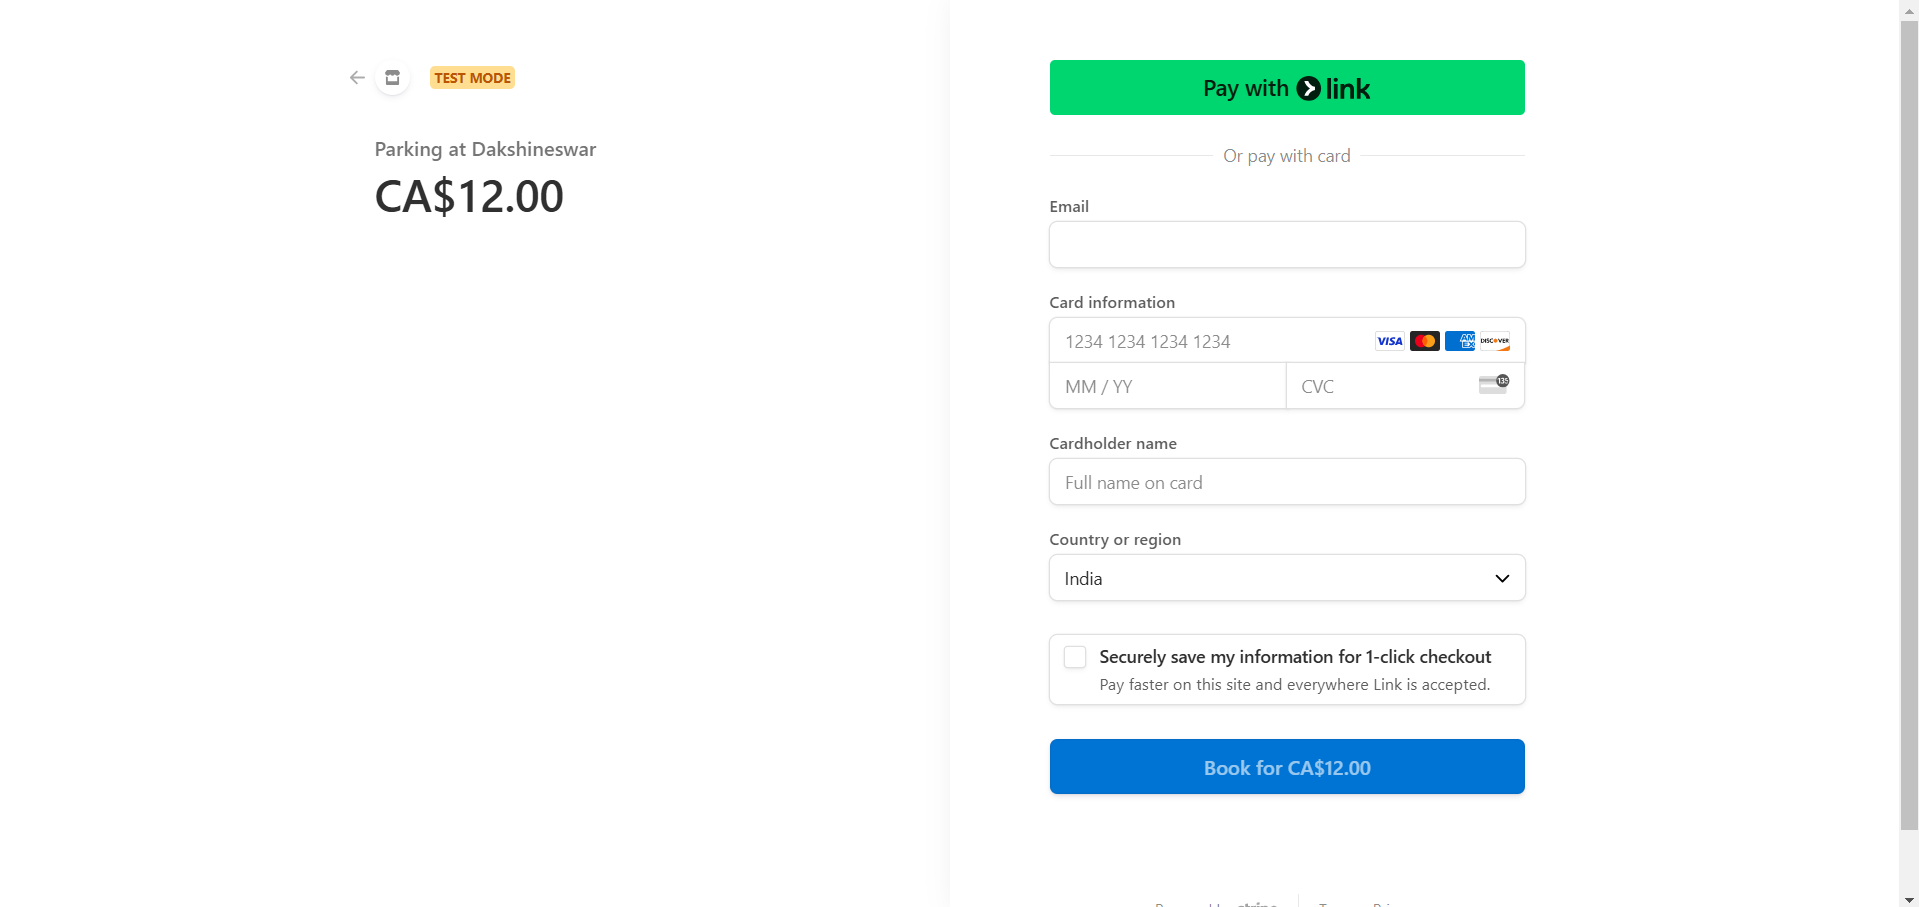 TEST MODE
Parking at Dakshineswar
CA$12.00
Pay with link
Or pay with card
Email
Card information
1234 1234 1234 1234
VISA
AM
EX
DISCOVER
MM / YY
CVC
135
Cardholder name
Full name on card
Country or region
India
Securely save my information for 1-click checkout
Pay faster on this site and everywhere Link is accepted.
Book for CA$12.00